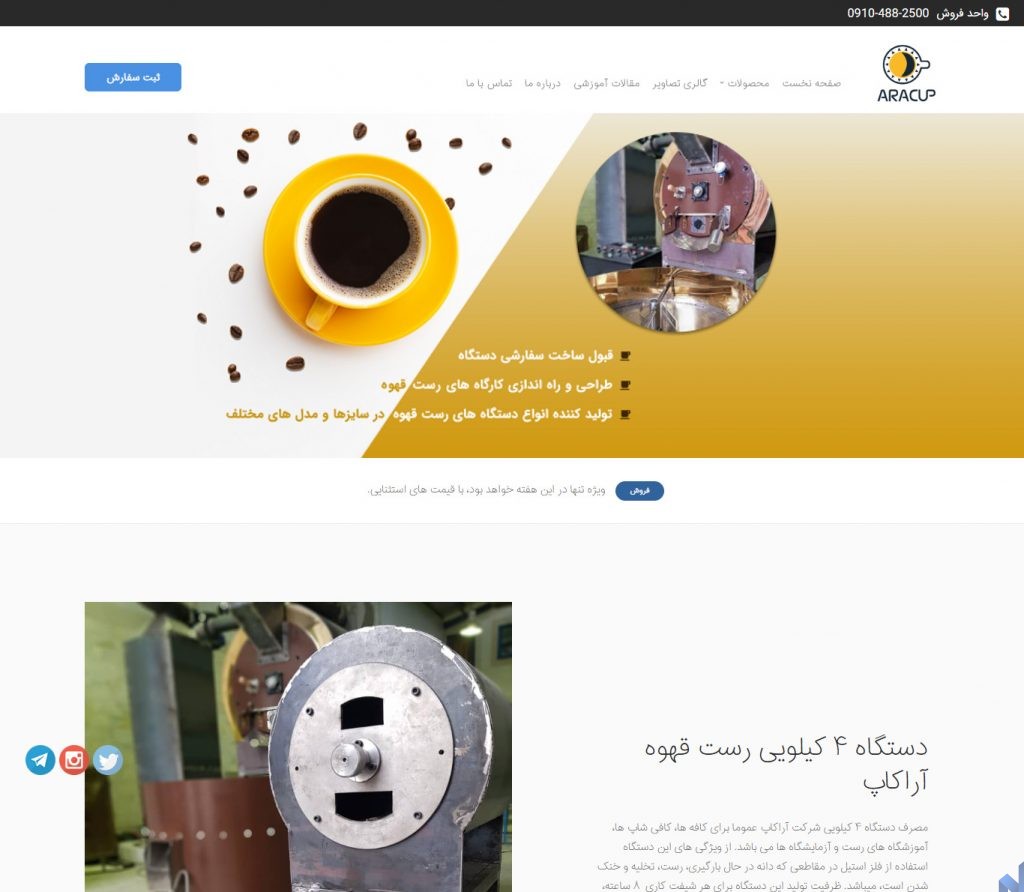 واحد فروش 0910-488-2500
ARACUP
صفحه نخست محصولات گالری تصاویر مقالات آموزشی درباره ما تماس با ما
ثبت سفارش
قبول ساخت سفارشی دستگاه
طراحی و راه اندازی کارگاه های رست قهوه
تولید کننده انواع دستگاه های رست قهوه در سایزها و مدل های مختلف
فروش ویژه تنها در این هفته خواهد بود، با قیمت های استثنایی.
دستگاه ۴ کیلویی رست قهوه
آراکاپ
مصرف دستگاه ۴ کیلویی شرکت آراکاپ عموما برای کافه ها، کافی شاپ ها،
آموزشگاه های رست و آزمایشگاه ها می باشد. از ویژگی های این دستگاه
استفاده از فلز استیل در مقاطعی که دانه در حال بارگیری، رست، تخلیه و خنک
شدن است، میباشد. ظرفیت تولید این دستگاه برای هر شیفت کاری ۸ ساعته،